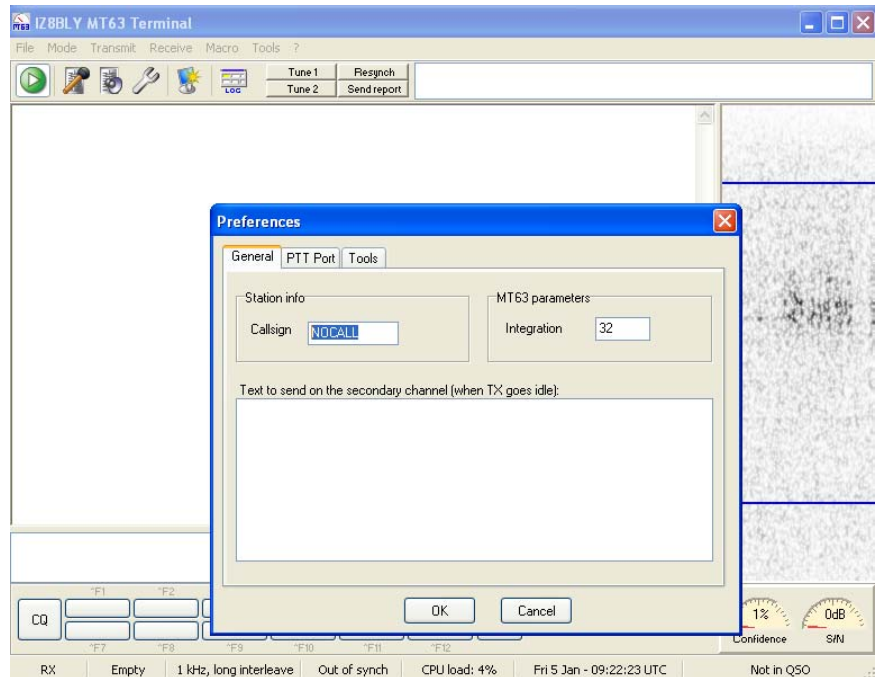 MT63 IZ8BLY MT63 Terminal
File Mode Transmit Receive Macro Tools ?
LOG Tune 1 Resynch
Tune 2 Send report
Preferences
General PTT Port Tools
Station info MT63 parameters
Callsign NOCALL Integration 32
Text to send on the secondary channel (when TX goes idle):
OK Cancel
^F1 ^F2
CQ 1% 0dB
Confidence S/N
^F7 ^F8 ^F9 ^F10 ^F11 ^F12
RX Empty 1 kHz, long interleave Out of synch CPU load: 4% Fri 5 Jan - 09:22:23 UTC Not in QSO